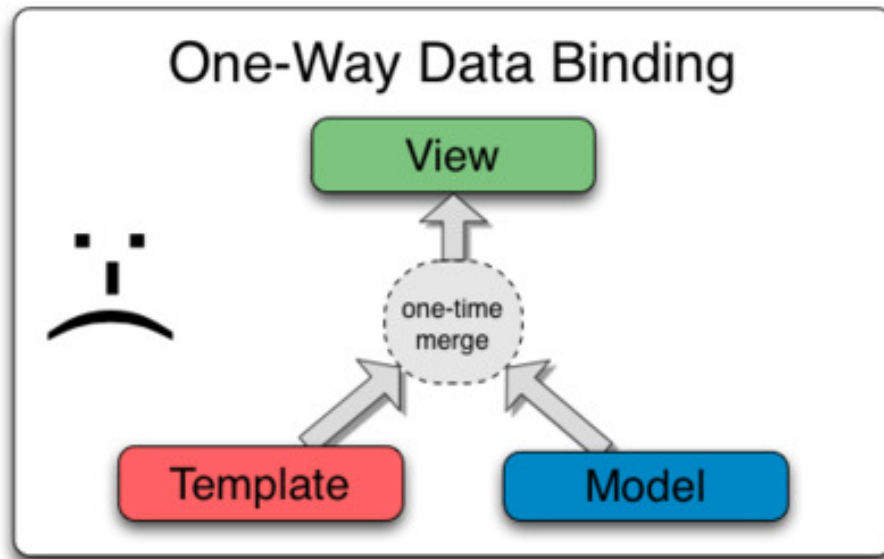 One-Way Data Binding
View
one-time
merge
Template
Model